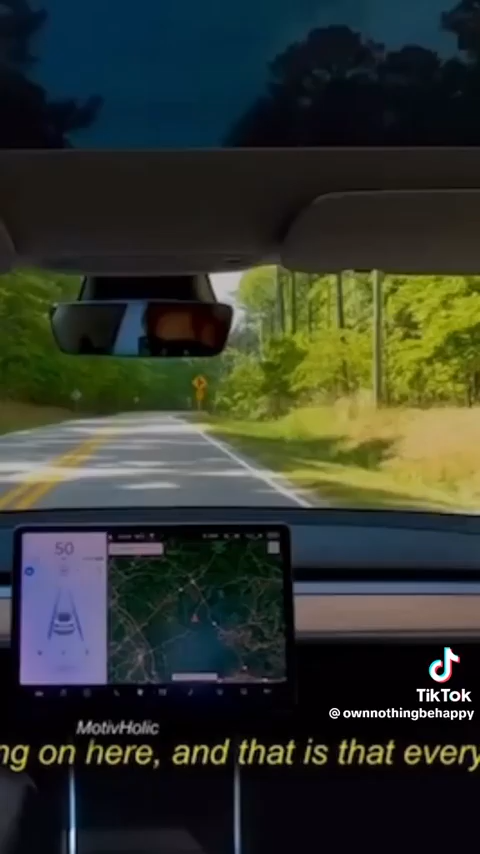 50
TikTok
@ ownnothingbehappy
MotivHolic
ng on here, and that is that every